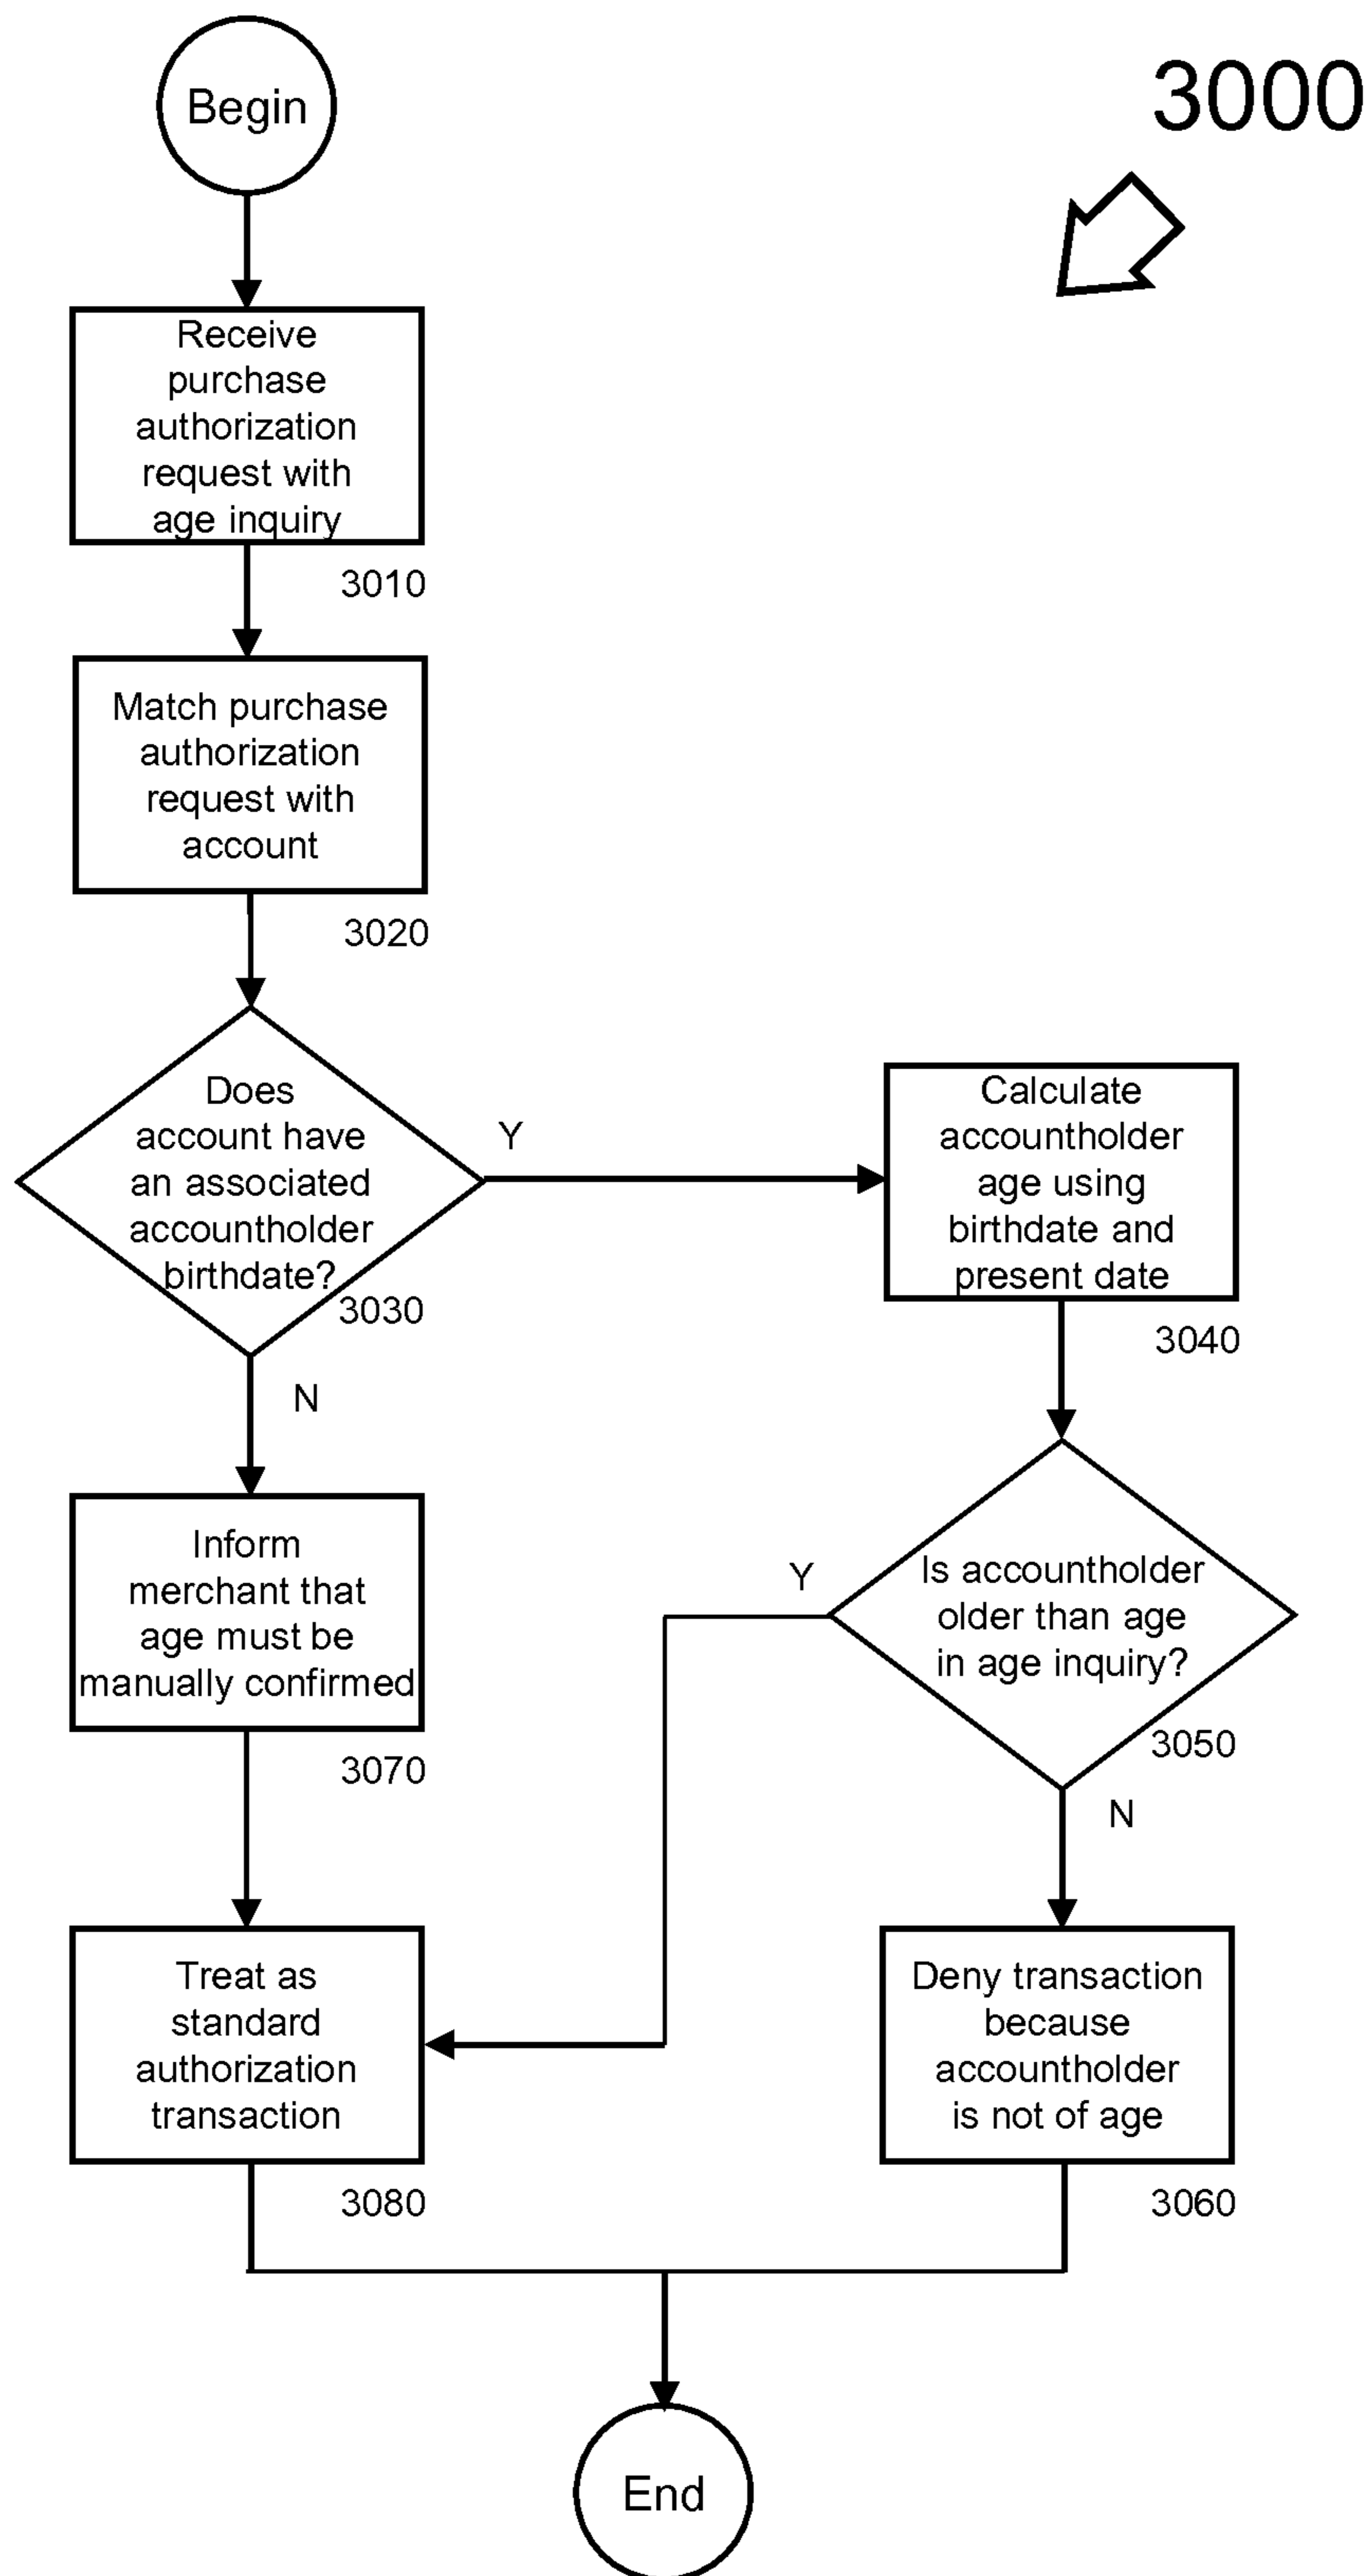 Begin
3000
Receive
purchase
authorization
request with
age inquiry
3010
Match purchase
authorization
request with
account
3020
Does
account have
an associated
accountholder
birthdate?
3030
Y
N
Calculate
accountholder
age using
birthdate and
present date
3040
Inform
merchant that
age must be
manually confirmed
3070
Is accountholder
older than age
in age inquiry?
3050
Y
N
Treat as
standard
authorization
transaction
3080
Deny transaction
because
accountholder
is not of age
3060
End